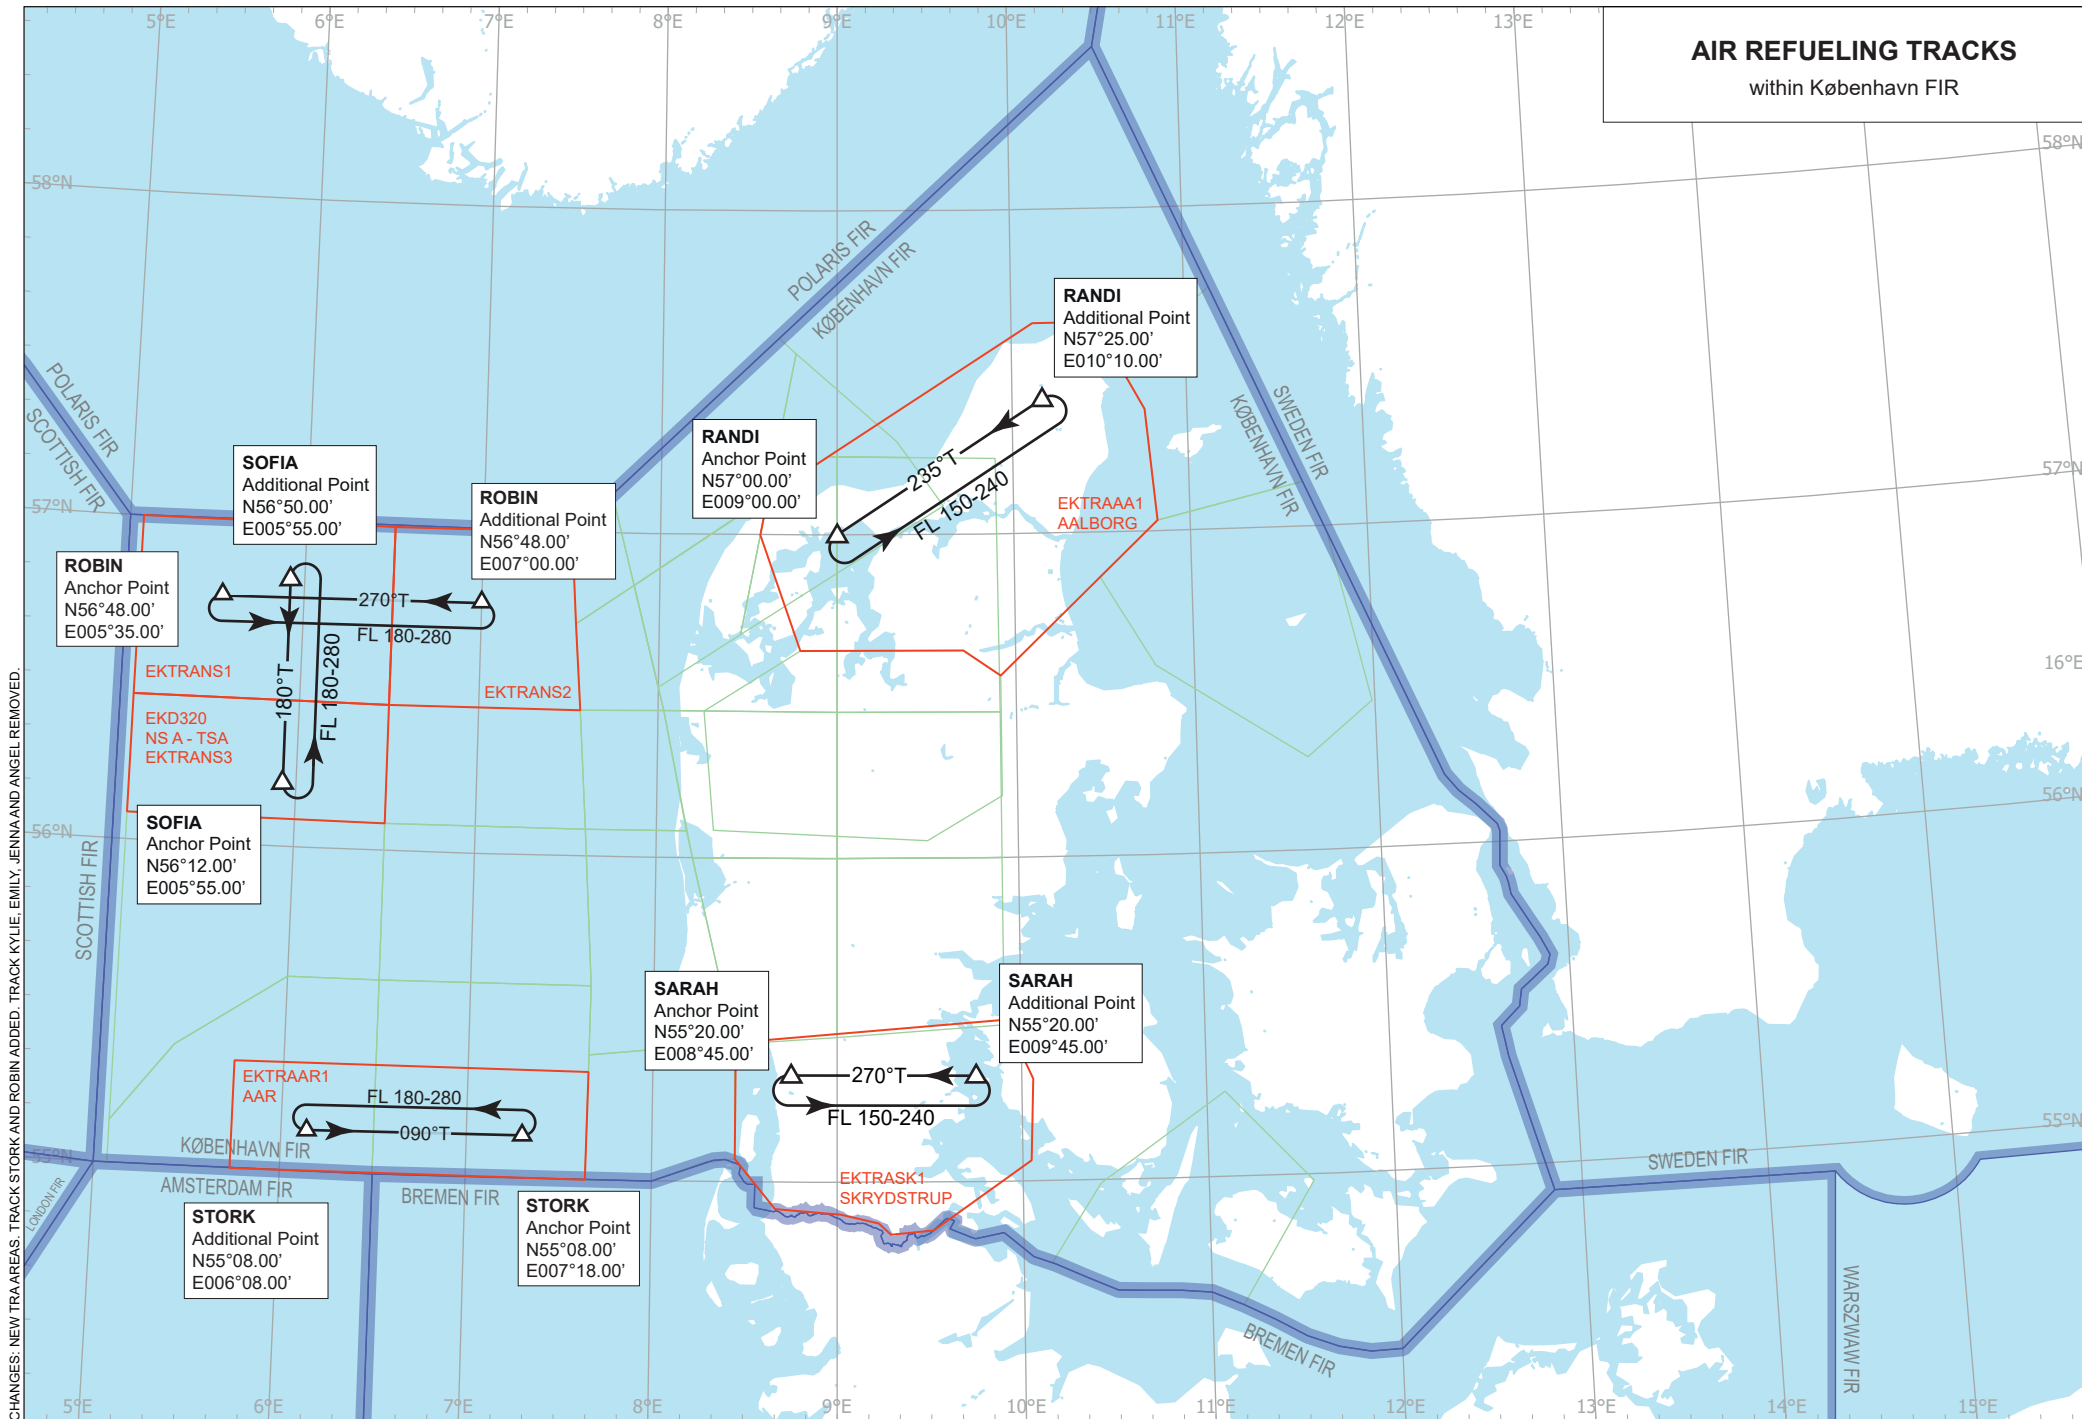 5°E
6°E
7°E
8°E
9°E
10°E
11°E
12°E
13°E
AIR REFUELING TRACKS
within København FIR
58°N
58°N
POLARIS FIR
KØBENHAVN FIR
RANDI
Additional Point
N57°25.00’
E010°10.00’
POLARIS FIR
SCOTTISH FIR
SWEDEN FIR
KØBENHAVN FIR
RANDI
Anchor Point
N57°00.00’
E009°00.00’
235°T
FL 150-240
EKTRAAA1
AALBORG
57°N
57°N
SOFIA
Additional Point
N56°50.00’
E005°55.00’
ROBIN
Additional Point
N56°48.00’
E007°00.00’
ROBIN
Anchor Point
N56°48.00’
E005°35.00’
270°T
FL 180-280
180°T
FL 180-280
EKTRANS1
EKTRANS2
16°E
EKD320
NS A - TSA
EKTRANS3
SOFIA
Anchor Point
N56°12.00’
E005°55.00’
56°N
56°N
SCOTTISH FIR
SARAH
Anchor Point
N55°20.00’
E008°45.00’
SARAH
Additional Point
N55°20.00’
E009°45.00’
270°T
FL 150-240
EKTRAAR1
AAR
FL 180-280
090°T
55°N
55°N
KØBENHAVN FIR
AMSTERDAM FIR
BREMEN FIR
LONDON FIR
STORK
Additional Point
N55°08.00’
E006°08.00’
STORK
Anchor Point
N55°08.00’
E007°18.00’
EKTRASK1
SKRYDSTRUP
SWEDEN FIR
BREMEN FIR
WARSZWAW FIR
5°E
6°E
7°E
8°E
9°E
10°E
11°E
12°E
13°E
14°E
15°E
CHANGES: NEW TRA AREAS. TRACK STORK AND ROBIN ADDED. TRACK KYLIE, EMILY, JENNA AND ANGEL REMOVED.